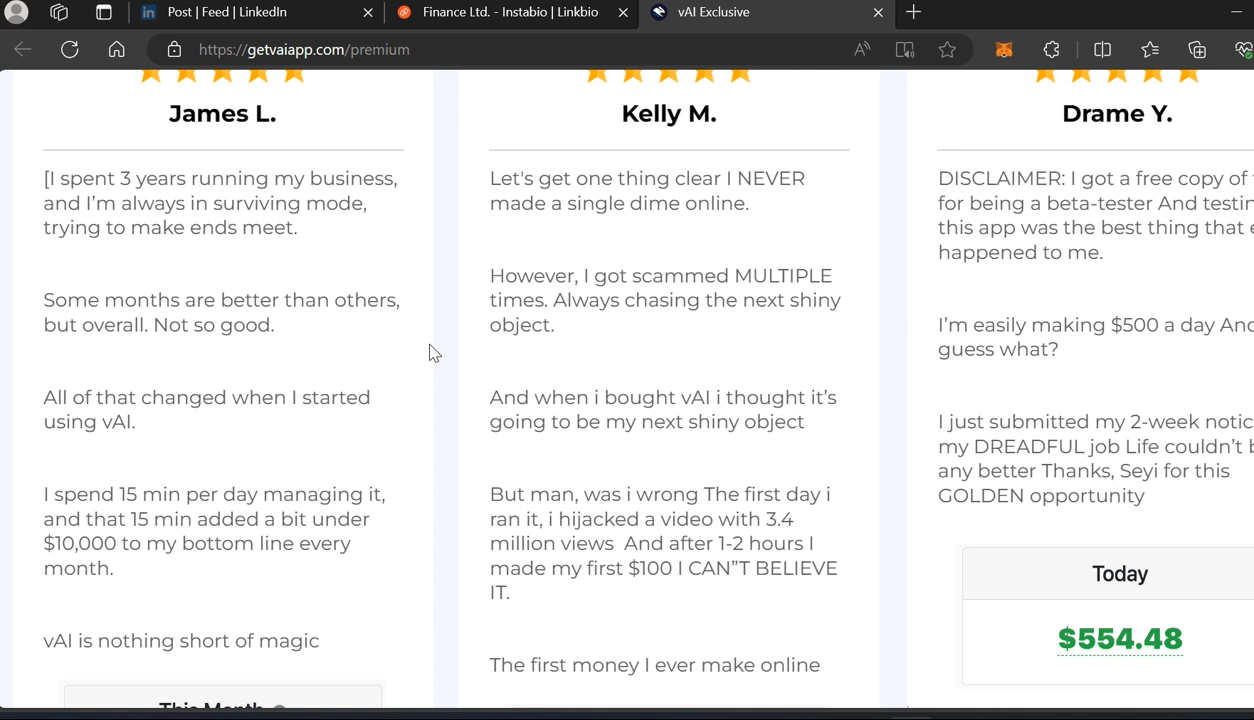 Post | Feed | LinkedIn
Finance Ltd. - Instabio | Linkbio
vAI Exclusive
https://getvaiapp.com/premium
James L.
[I spent 3 years running my business,
and I’m always in surviving mode,
trying to make ends meet.
Some months are better than others,
but overall. Not so good.
All of that changed when I started
using vAI.
I spend 15 min per day managing it,
and that 15 min added a bit under
$10,000 to my bottom line every
month.
vAI is nothing short of magic
This Month
Kelly M.
Let's get one thing clear I NEVER
made a single dime online.
However, I got scammed MULTIPLE
times. Always chasing the next shiny
object.
And when i bought vAI i thought it’s
going to be my next shiny object
But man, was i wrong The first day i
ran it, i hijacked a video with 3.4
million views And after 1-2 hours I
made my first $100 I CAN”T BELIEVE
IT.
The first money I ever make online
Drame Y.
DISCLAIMER: I got a free copy of
for being a beta-tester And
this app was the best thing that
happened to me.
I’m easily making $500 a day
guess what?
I just submitted my 2-week
my DREADFUL job Life couldn’t
any better Thanks, Seyi for this
GOLDEN opportunity
Today
$554.48